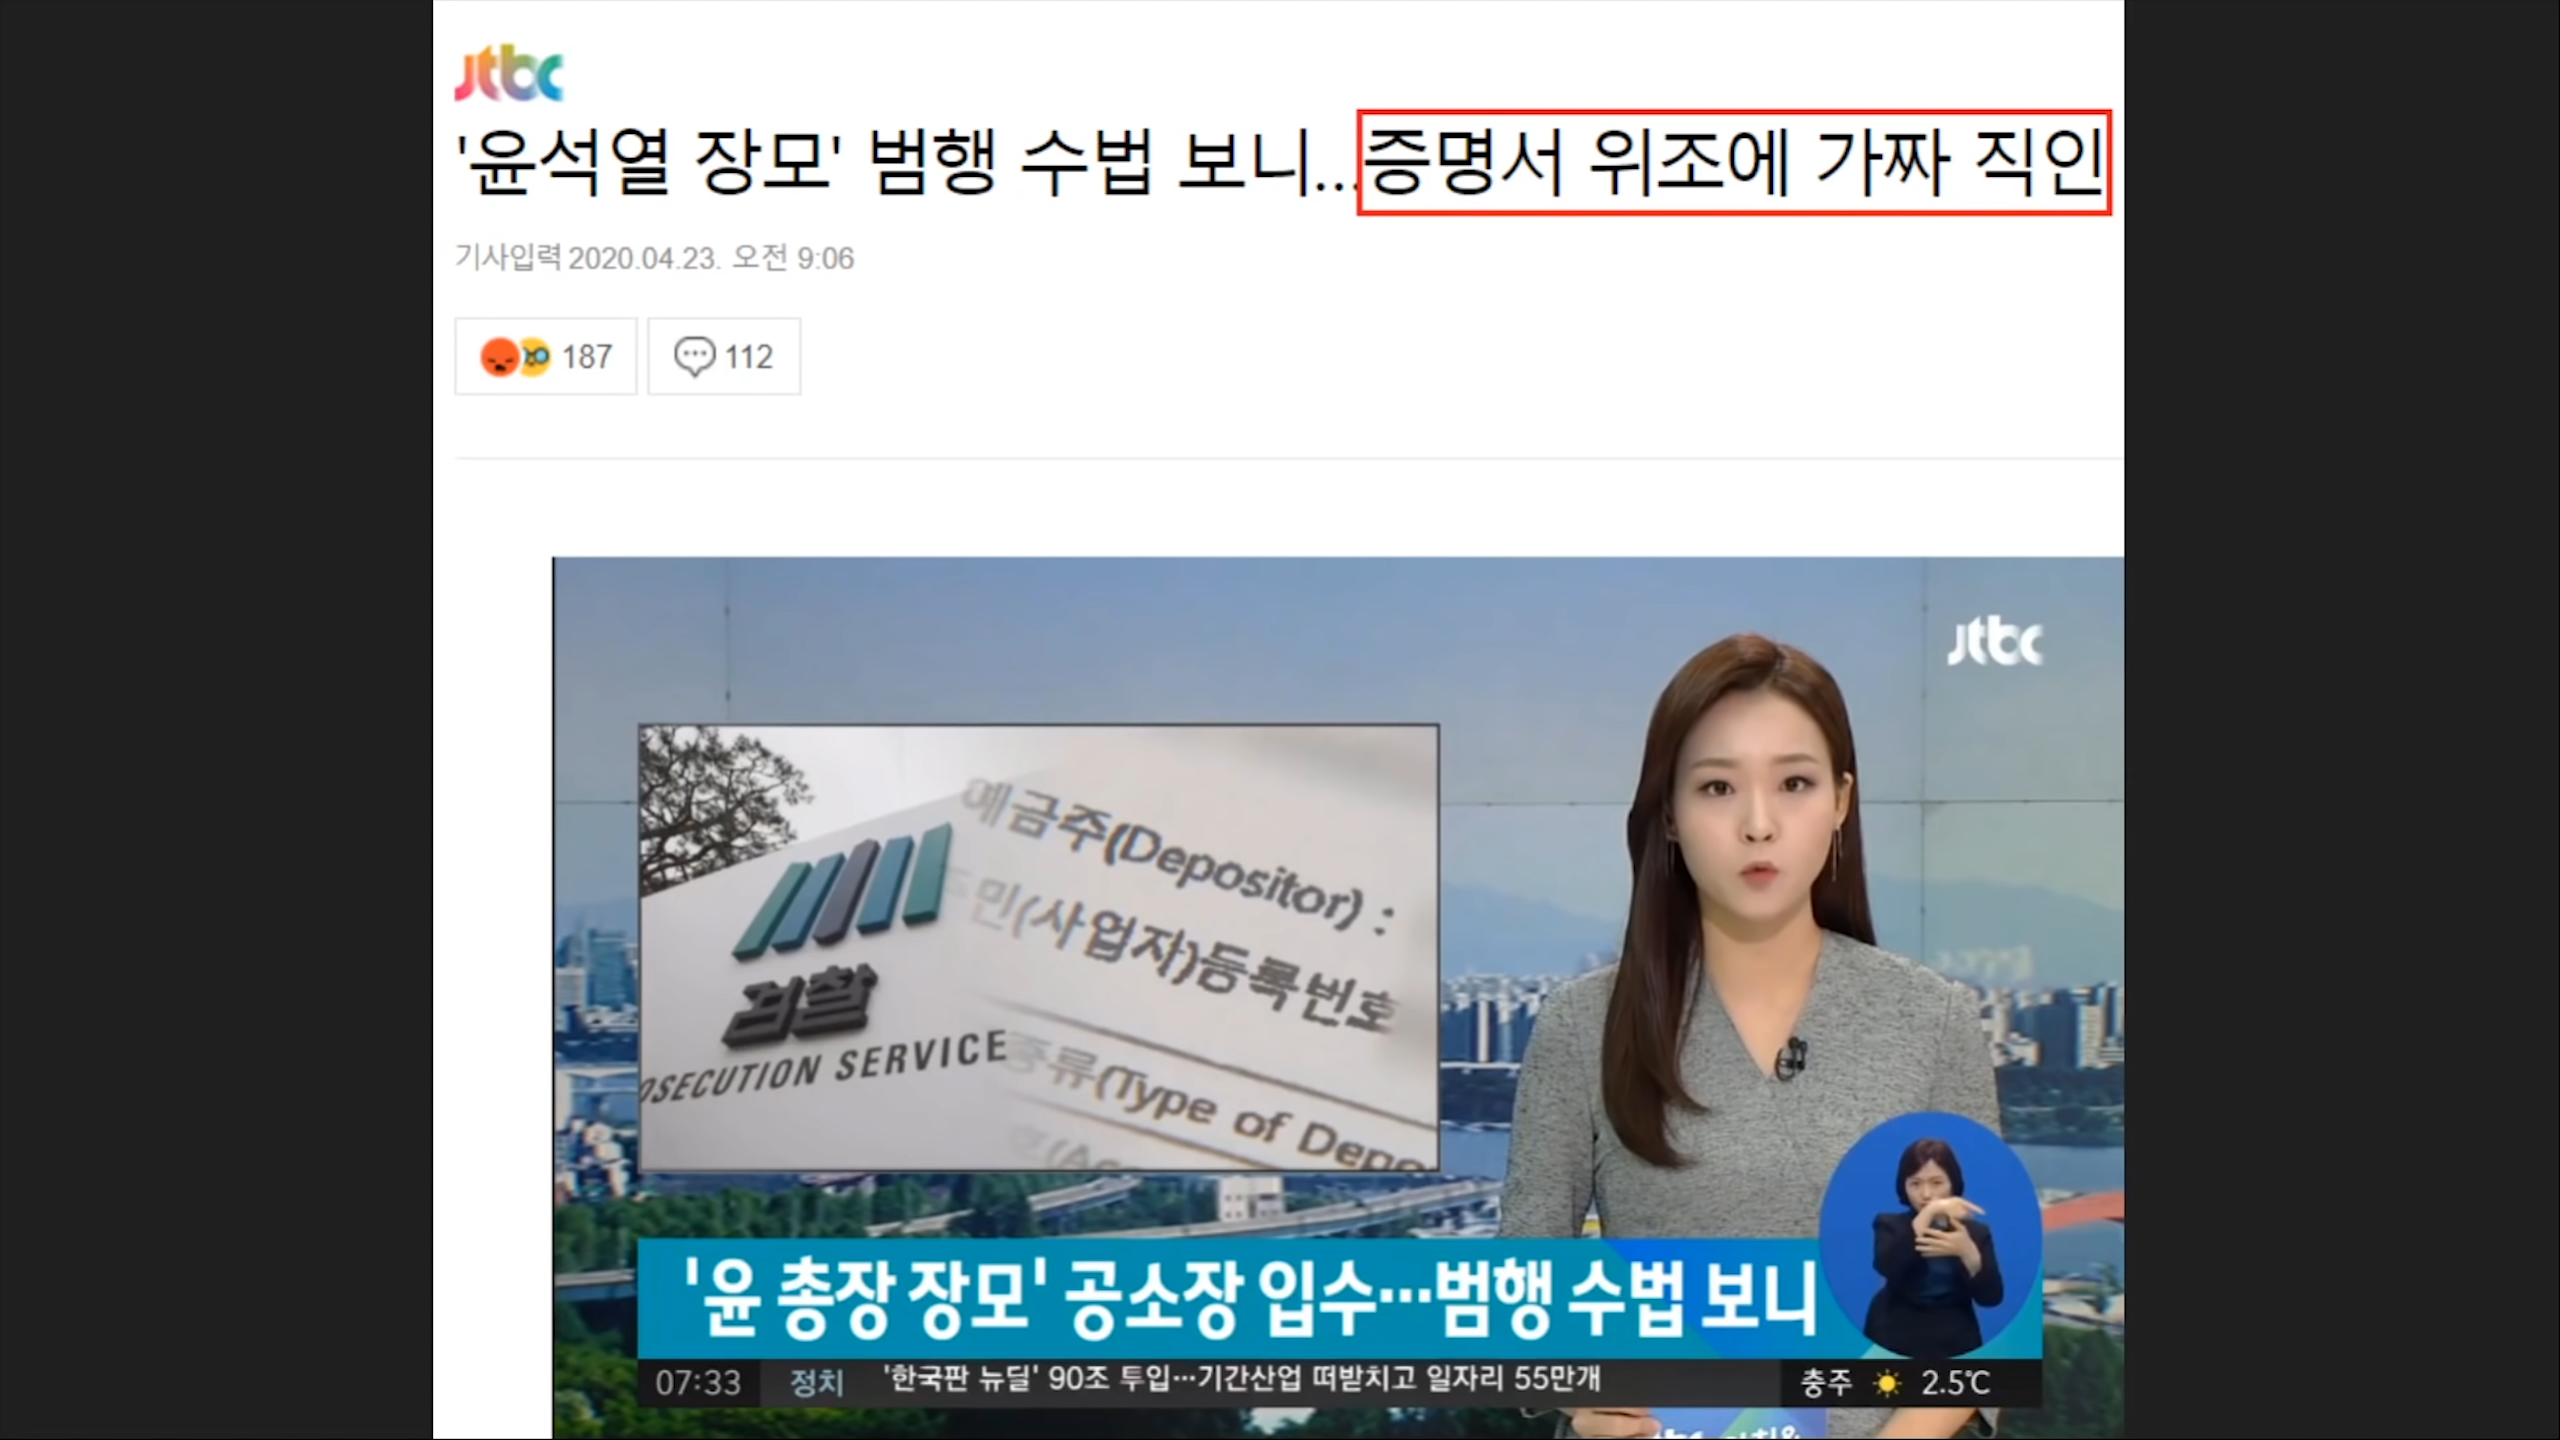 jtbc
'윤석열 장모' 범행 수법 보니...증명서 위조에 가짜 직인
기사입력 2020.04.23. 오전 9:06
187
112
jtbc
예금주(Depositor) :
민(사업자)등록번호
검찰
OSECUTION SERVICE
종류(Type of Depo
'윤 총장 장모' 공소장 입수…범행 수법 보니
07:33 정치 '한국판 뉴딜' 90조 투입…기간산업 떠받치고 일자리 55만개 충주 2.5℃